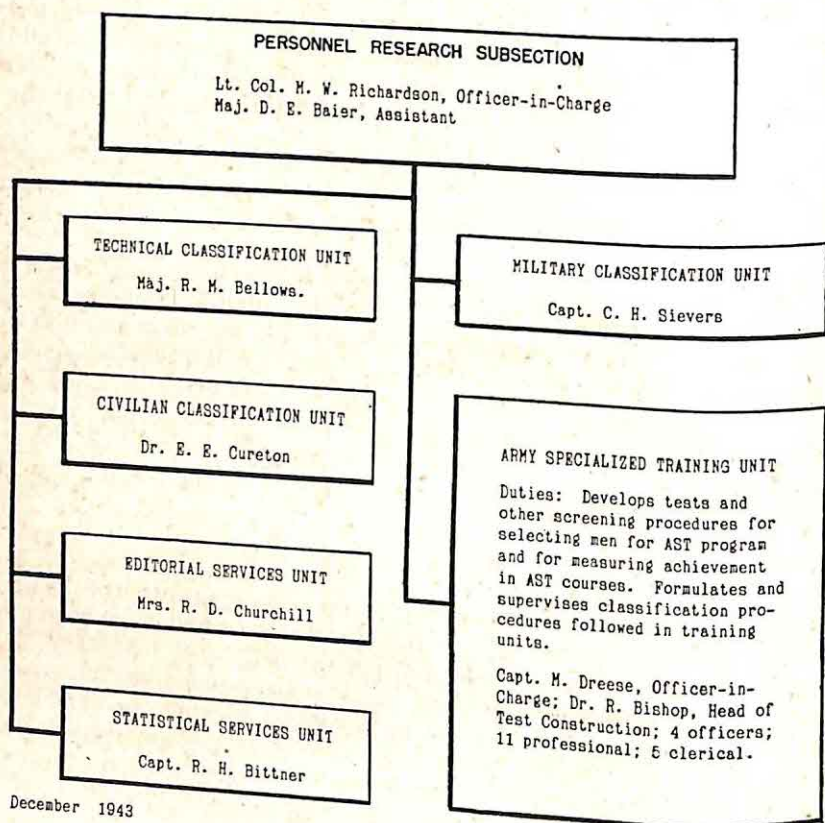 PERSONNEL RESEARCH SUBSECTION
Lt. Col. M. W. Richardson, Officer-in-Charge
Maj. D. E. Baier, Assistant
TECHNICAL CLASSIFICATION UNIT
Maj. R. M. Bellows.
CIVILIAN CLASSIFICATION UNIT
Dr. E. E. Cureton
EDITORIAL SERVICES UNIT
Mrs. R. D. Churchill
STATISTICAL SERVICES UNIT
Capt. R. H. Bittner
MILITARY CLASSIFICATION UNIT
Capt. C. H. Sievers
ARMY SPECIALIZED TRAINING UNIT
Duties: Develops tests and
other screening procedures for
selecting men for AST program
and for measuring achievement
in AST courses. Formulates and
supervises classification pro-
cedures followed in training
units.
Capt. M. Dreese, Officer-in-
Charge; Dr. R. Bishop, Head of
Test Construction; 4 officers;
11 professional; 5 clerical.
December 1943